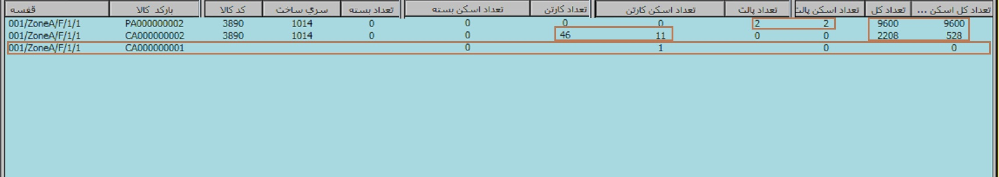 قفسه بارکد کالا کد کالا سري ساخت تعداد بسته تعداد اسکن بسته تعداد کارتن تعداد اسکن کارتن تعداد پالت تعداد اسکن پالت تعداد کل تعداد کل اسکن ...
001/ZoneA/F/1/1 PA000000002 3890 1014 0 0 0 0 2 2 9600 9600
001/ZoneA/F/1/1 CA000000002 3890 1014 0 0 46 11 0 0 2208 528
001/ZoneA/F/1/1 CA000000001 0 1 0 0